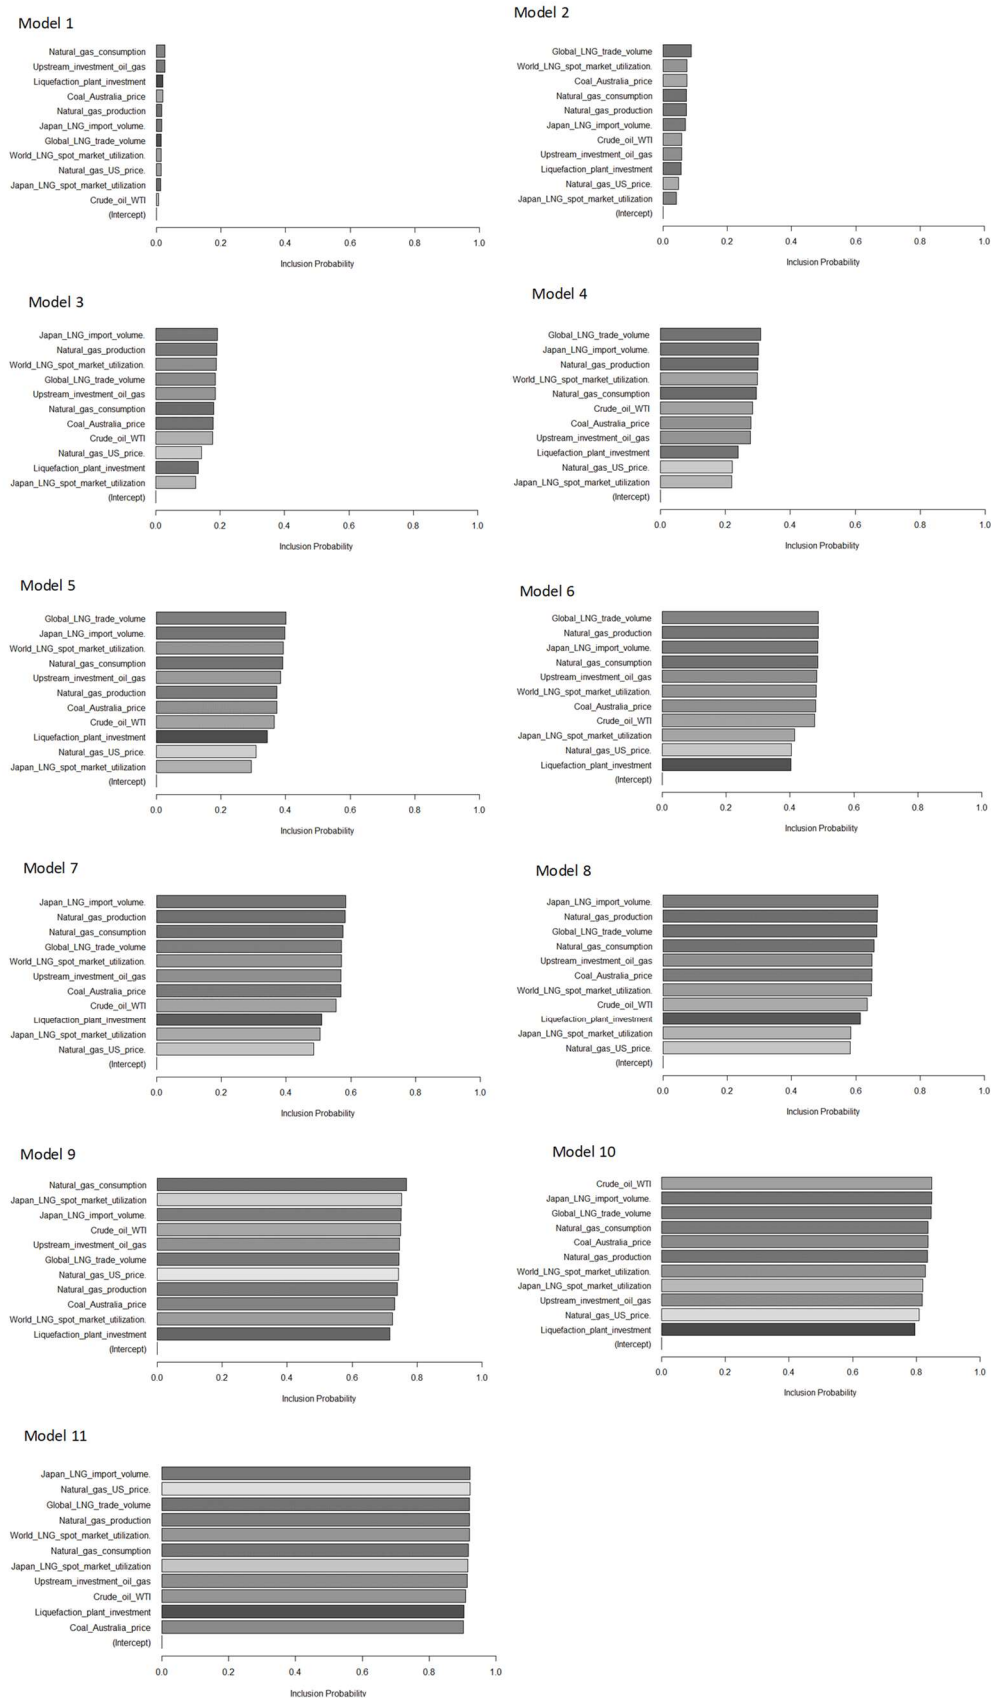 Model 1
Natural_gas_consumption
Upstream_investment_oil_gas
Liquefaction_plant_investment
Coal_Australia_price
Natural_gas_production
Japan_LNG_import_volume.
Global_LNG_trade_volume
World_LNG_spot_market_utilization.
Natural_gas_US_price.
Japan_LNG_spot_market_utilization
Crude_oil_WTI
(Intercept)
0.0 0.2 0.4 0.6 0.8 1.0
Inclusion Probability
Model 2
Global_LNG_trade_volume
World_LNG_spot_market_utilization.
Coal_Australia_price
Natural_gas_consumption
Natural_gas_production
Japan_LNG_import_volume.
Crude_oil_WTI
Upstream_investment_oil_gas
Liquefaction_plant_investment
Natural_gas_US_price.
Japan_LNG_spot_market_utilization
(Intercept)
0.0 0.2 0.4 0.6 0.8 1.0
Inclusion Probability
Model 3
Japan_LNG_import_volume.
Natural_gas_production
World_LNG_spot_market_utilization.
Global_LNG_trade_volume
Upstream_investment_oil_gas
Natural_gas_consumption
Coal_Australia_price
Crude_oil_WTI
Natural_gas_US_price.
Liquefaction_plant_investment
Japan_LNG_spot_market_utilization
(Intercept)
0.0 0.2 0.4 0.6 0.8 1.0
Inclusion Probability
Model 4
Global_LNG_trade_volume
Japan_LNG_import_volume.
Natural_gas_production
World_LNG_spot_market_utilization.
Natural_gas_consumption
Crude_oil_WTI
Coal_Australia_price
Upstream_investment_oil_gas
Liquefaction_plant_investment
Natural_gas_US_price.
Japan_LNG_spot_market_utilization
(Intercept)
0.0 0.2 0.4 0.6 0.8 1.0
Inclusion Probability
Model 5
Global_LNG_trade_volume
Japan_LNG_import_volume.
World_LNG_spot_market_utilization.
Natural_gas_consumption
Upstream_investment_oil_gas
Natural_gas_production
Coal_Australia_price
Crude_oil_WTI
Liquefaction_plant_investment
Natural_gas_US_price.
Japan_LNG_spot_market_utilization
(Intercept)
0.0 0.2 0.4 0.6 0.8 1.0
Inclusion Probability
Model 6
Global_LNG_trade_volume
Natural_gas_production
Japan_LNG_import_volume.
Natural_gas_consumption
Upstream_investment_oil_gas
World_LNG_spot_market_utilization.
Coal_Australia_price
Crude_oil_WTI
Japan_LNG_spot_market_utilization
Natural_gas_US_price.
Liquefaction_plant_investment
(Intercept)
0.0 0.2 0.4 0.6 0.8 1.0
Inclusion Probability
Model 7
Japan_LNG_import_volume.
Natural_gas_production
Natural_gas_consumption
Global_LNG_trade_volume
World_LNG_spot_market_utilization.
Upstream_investment_oil_gas
Coal_Australia_price
Crude_oil_WTI
Liquefaction_plant_investment
Japan_LNG_spot_market_utilization
Natural_gas_US_price.
(Intercept)
0.0 0.2 0.4 0.6 0.8 1.0
Inclusion Probability
Model 8
Japan_LNG_import_volume.
Natural_gas_production
Global_LNG_trade_volume
Natural_gas_consumption
Upstream_investment_oil_gas
Coal_Australia_price
World_LNG_spot_market_utilization.
Crude_oil_WTI
Liquefaction_plant_investment
Japan_LNG_spot_market_utilization
Natural_gas_US_price.
(Intercept)
0.0 0.2 0.4 0.6 0.8 1.0
Inclusion Probability
Model 9
Natural_gas_consumption
Japan_LNG_spot_market_utilization
Japan_LNG_import_volume.
Crude_oil_WTI
Upstream_investment_oil_gas
Global_LNG_trade_volume
Natural_gas_US_price.
Natural_gas_production
Coal_Australia_price
World_LNG_spot_market_utilization.
Liquefaction_plant_investment
(Intercept)
0.0 0.2 0.4 0.6 0.8 1.0
Inclusion Probability
Model 10
Crude_oil_WTI
Japan_LNG_import_volume.
Global_LNG_trade_volume
Natural_gas_consumption
Coal_Australia_price
Natural_gas_production
World_LNG_spot_market_utilization.
Japan_LNG_spot_market_utilization
Upstream_investment_oil_gas
Natural_gas_US_price.
Liquefaction_plant_investment
(Intercept)
0.0 0.2 0.4 0.6 0.8 1.0
Inclusion Probability
Model 11
Japan_LNG_import_volume.
Natural_gas_US_price.
Global_LNG_trade_volume
Natural_gas_production
World_LNG_spot_market_utilization.
Natural_gas_consumption
Japan_LNG_spot_market_utilization
Upstream_investment_oil_gas
Crude_oil_WTI
Liquefaction_plant_investment
Coal_Australia_price
(Intercept)
0.0 0.2 0.4 0.6 0.8 1.0
Inclusion Probability